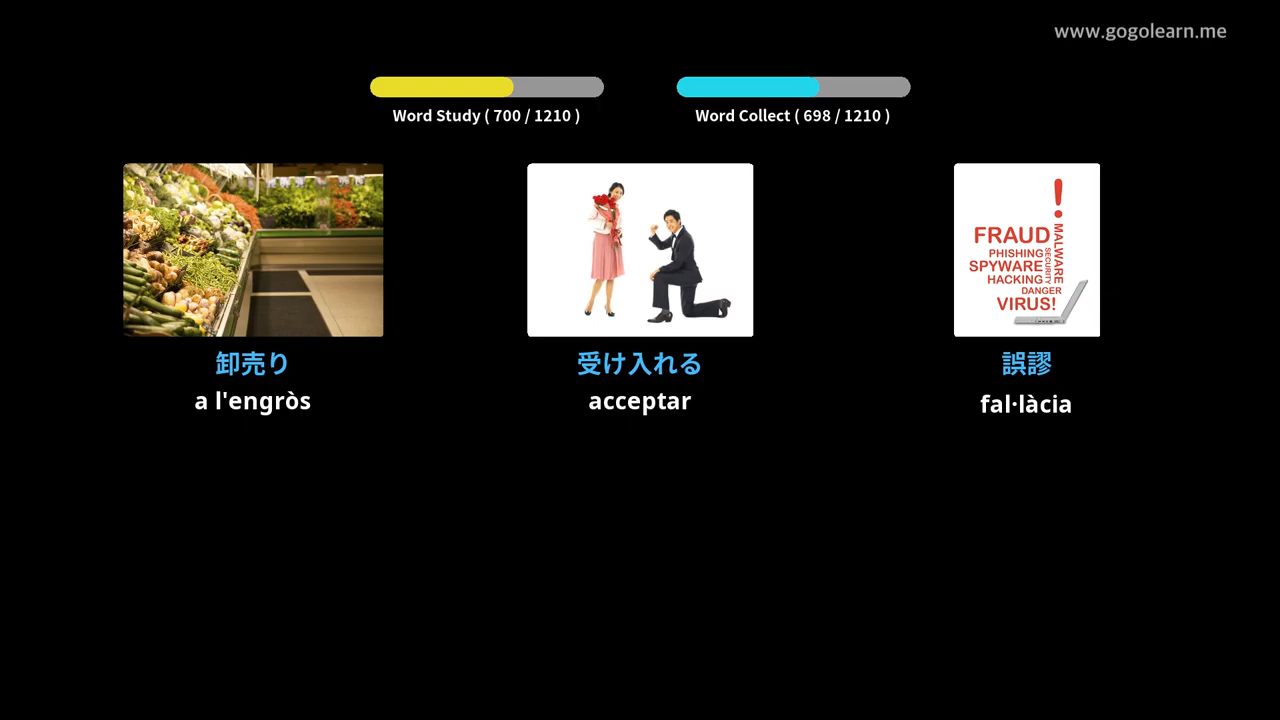 www.gogolearn.me
Word Study ( 700 / 1210 )
Word Collect ( 698 / 1210 )
!
FRAUD
PHISHING
SPYWARE
HACKING
DANGER
VIRUS!
MALWARE
SECURITY
卸売り
受け入れる
誤謬
a l'engròs
acceptar
fal·làcia